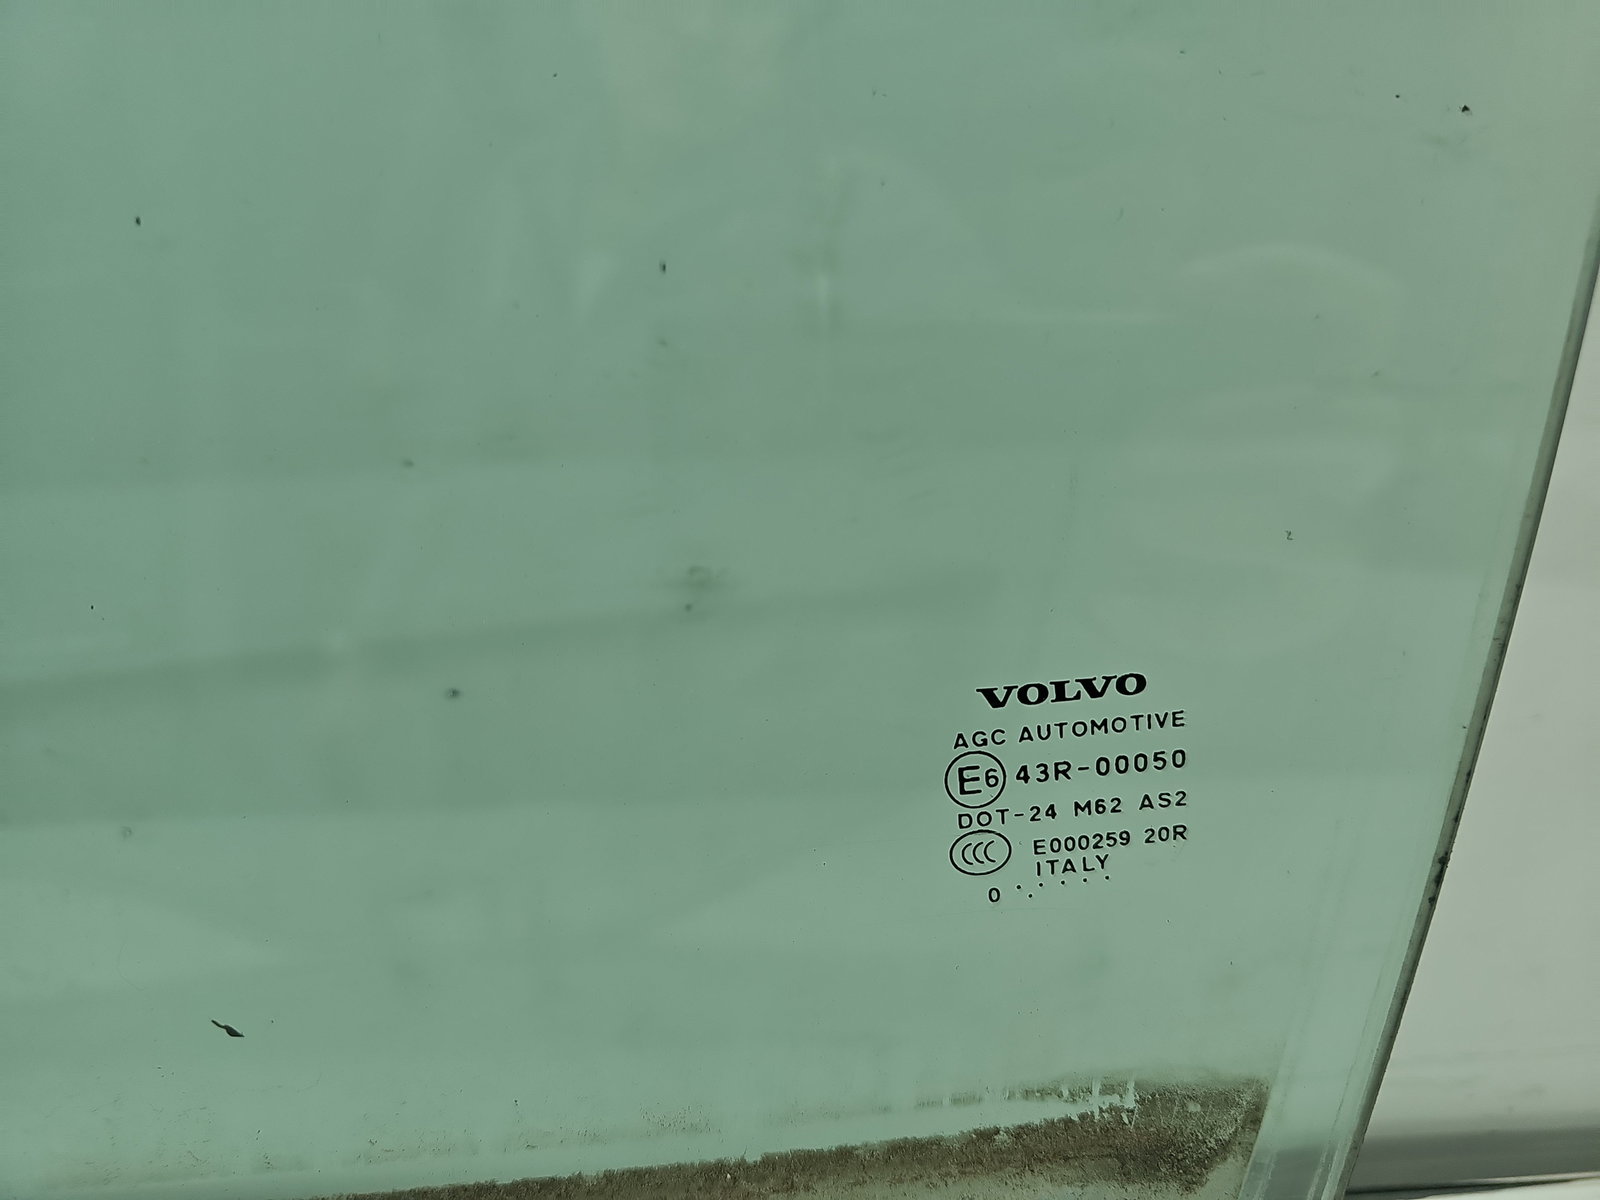 VOLVO
AGC AUTOMOTIVE
E6 43R-00050
DOT-24 M62 AS2
CCC E000259 20R
ITALY
0 . : . . . .